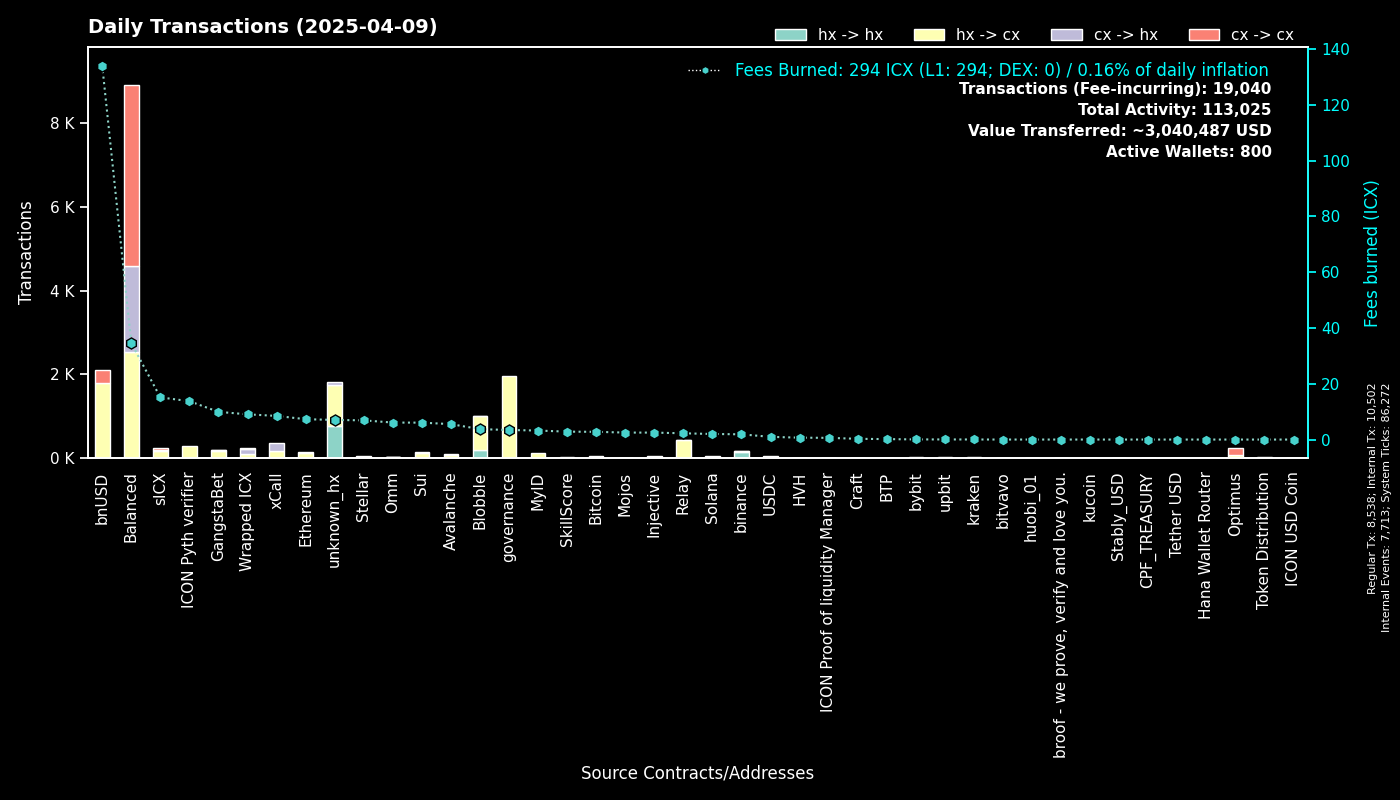 Daily Transactions (2025-04-09)
hx -> hx
hx -> cx
cx -> hx
cx -> cx
Fees Burned: 294 ICX (L1: 294; DEX: 0) / 0.16% of daily inflation
Transactions (Fee-incurring): 19,040
Total Activity: 113,025
Value Transferred: ~3,040,487 USD
Active Wallets: 800
Transactions
8 K
6 K
4 K
2 K
0 K
140
120
100
80
60
40
20
0
Fees burned (ICX)
Regular Tx: 8,538; Internal Tx: 10,502
Internal Events: 7,713; System Ticks: 86,272
bnUSD
Balanced
sICX
ICON Pyth verifier
GangstaBet
Wrapped ICX
xCall
Ethereum
unknown_hx
Stellar
Omm
Sui
Avalanche
Blobble
governance
MyID
SkillScore
Bitcoin
Mojos
Injective
Relay
Solana
binance
USDC
HVH
ICON Proof of liquidity Manager
Craft
BTP
bybit
upbit
kraken
bitvavo
huobi_01
broof - we prove, verify and love you.
kucoin
Stably_USD
CPF_TREASURY
Tether USD
Hana Wallet Router
Optimus
Token Distribution
ICON USD Coin
Source Contracts/Addresses